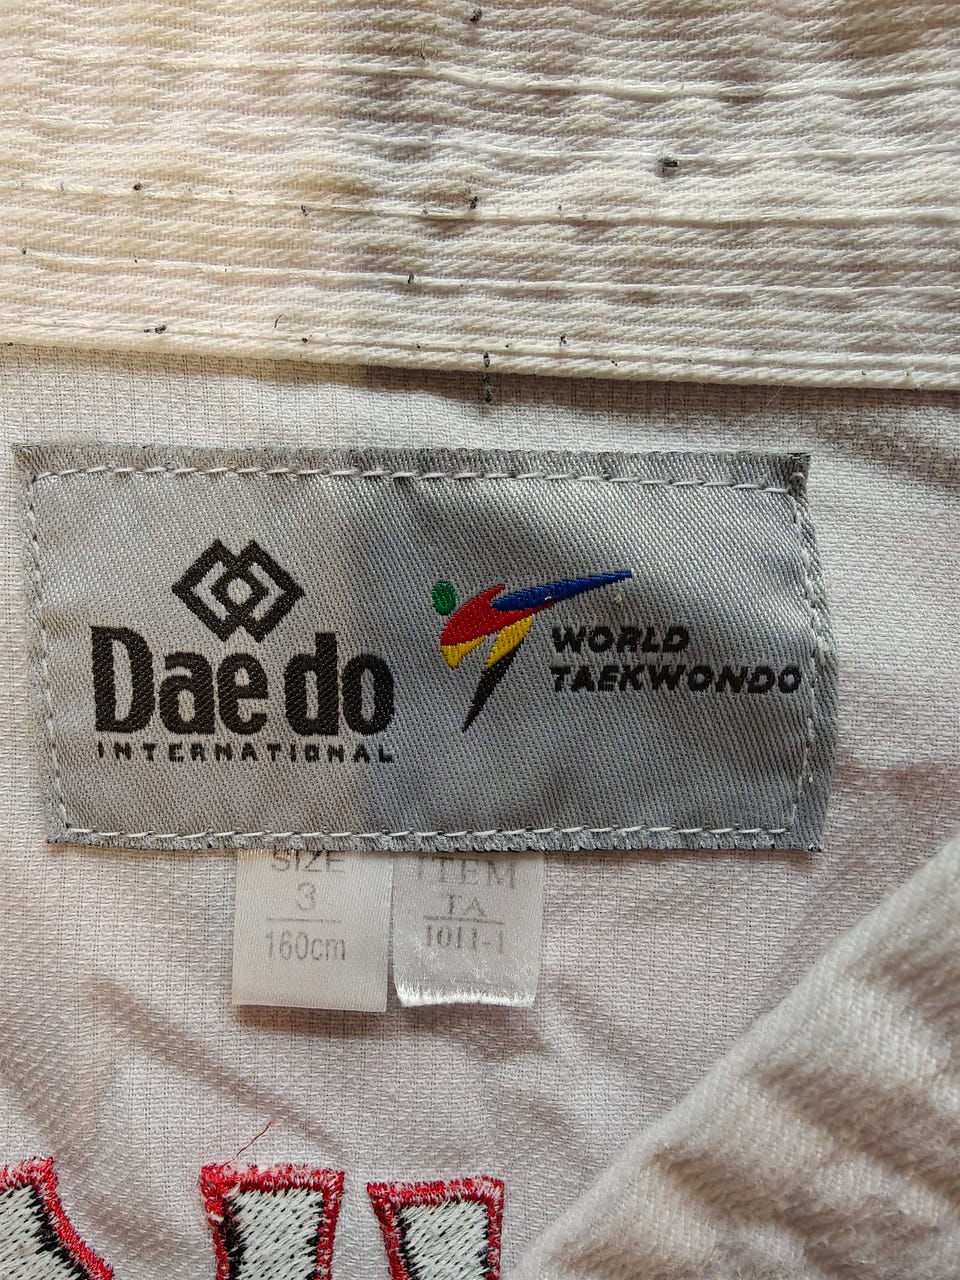 Daedo
INTERNATIONAL
WORLD
TAEKWONDO
SIZE
3
160cm
ITEM
TA
1011-1